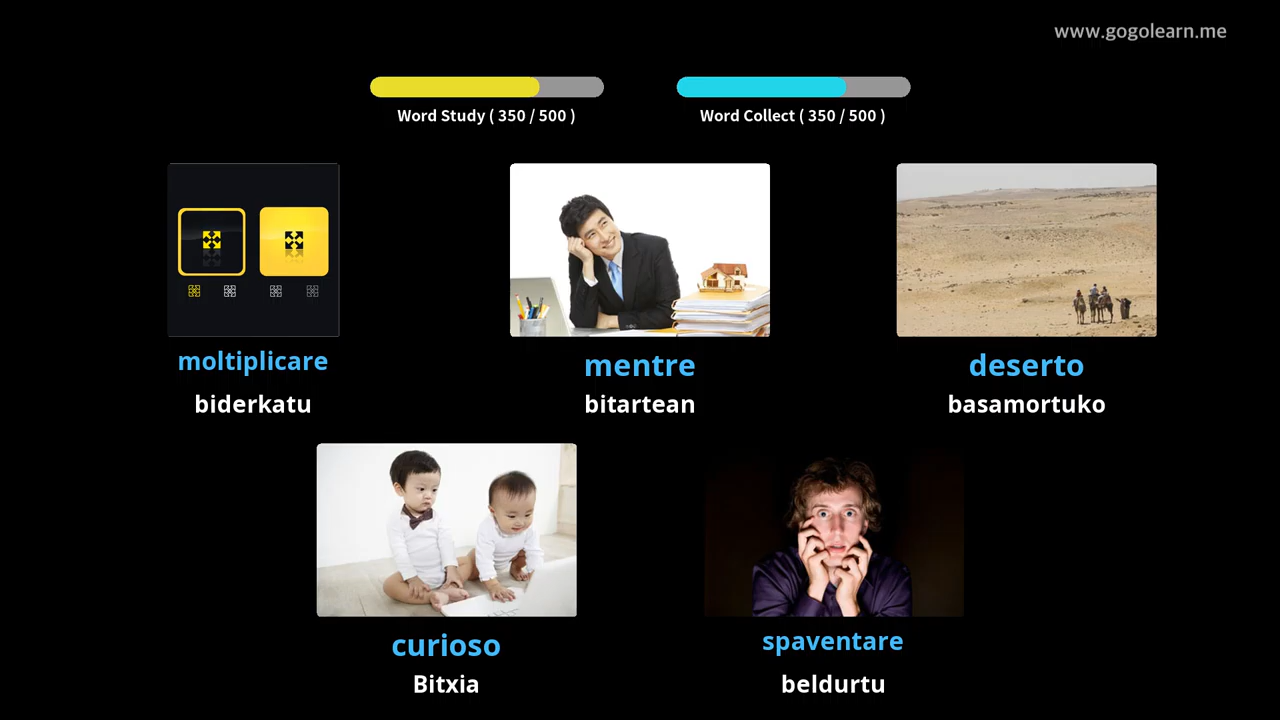 www.gogolearn.me
Word Study ( 350 / 500 )
Word Collect ( 350 / 500 )
moltiplicare
biderkatu
mentre
bitartean
deserto
basamortuko
curioso
Bitxia
spaventare
beldurtu